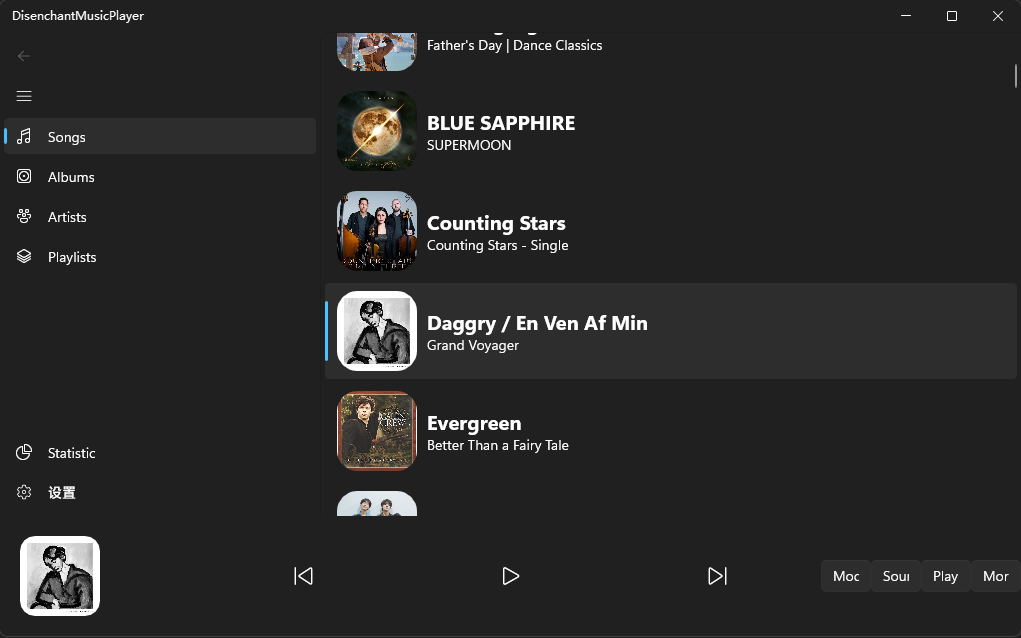 DisenchantMusicPlayer
Songs
Albums
Artists
Playlists
Statistic
设置
Father's Day | Dance Classics
BLUE SAPPHIRE
SUPERMOON
Counting Stars
Counting Stars - Single
Daggry / En Ven Af Min
Grand Voyager
Evergreen
Better Than a Fairy Tale
Moc
Soui
Play
Mor